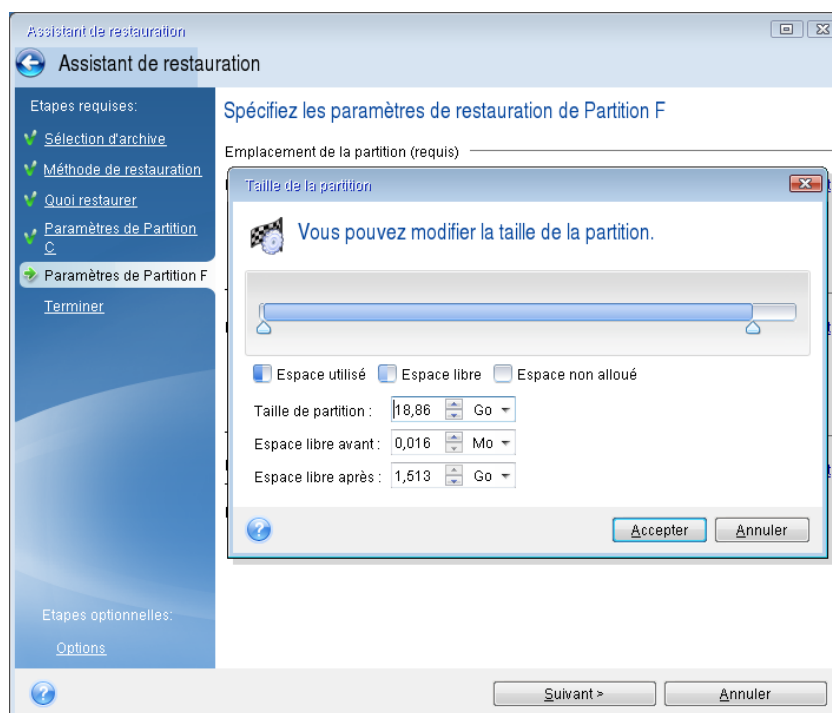 Assistant de restauration
Assistant de restauration
Etapes requises:
Sélection d'archive
Méthode de restauration
Quoi restaurer
Paramètres de Partition
C
Paramètres de Partition F
Terminer
Etapes optionnelles:
Options
Spécifiez les paramètres de restauration de Partition F
Emplacement de la partition (requis)
Taille de la partition
Vous pouvez modifier la taille de la partition.
Espace utilisé Espace libre Espace non alloué
Taille de partition : 18,86 Go
Espace libre avant : 0,016 Mo
Espace libre après : 1,513 Go
Accepter Annuler
Suivant > Annuler